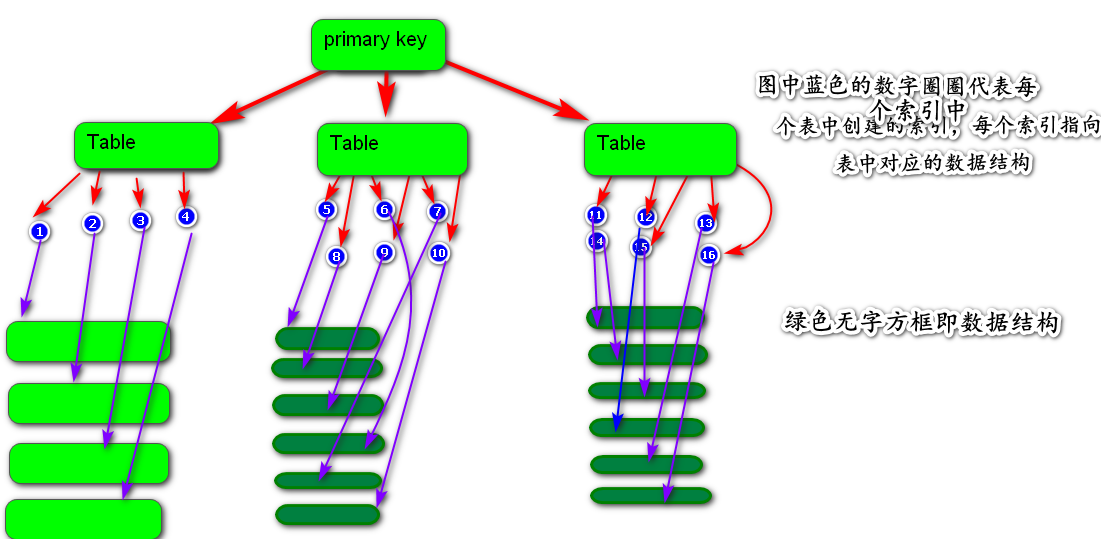 primary key
Table
Table
Table
图中蓝色的数字圈圈代表每
个索引中
个表中创建的索引，每个索引指向
表中对应的数据结构
1
2
3
4
5
6
7
8
9
10
11
12
13
14
15
16
绿色无字方框即数据结构